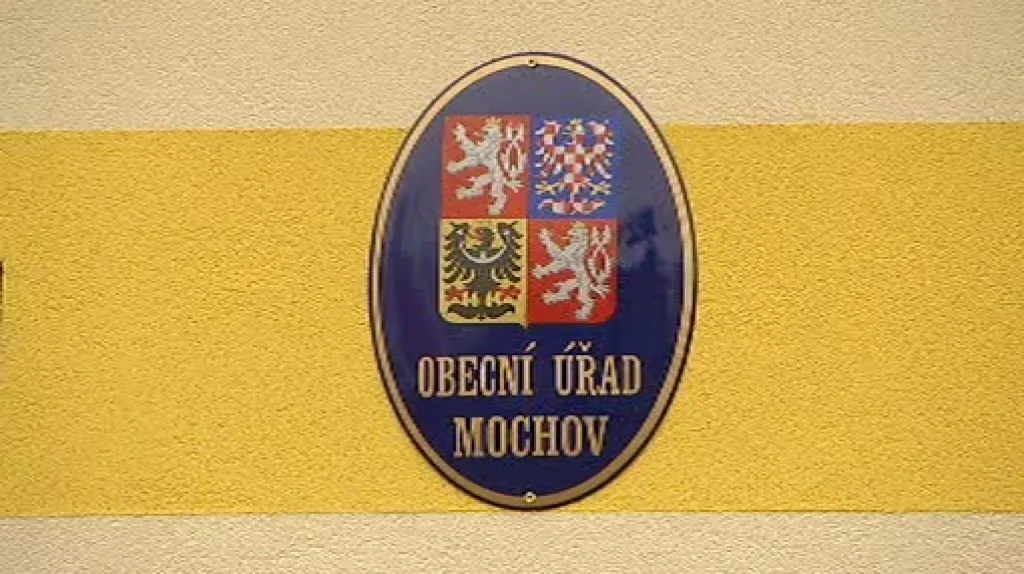 OBECNÍ ÚŘAD
MOCHOV